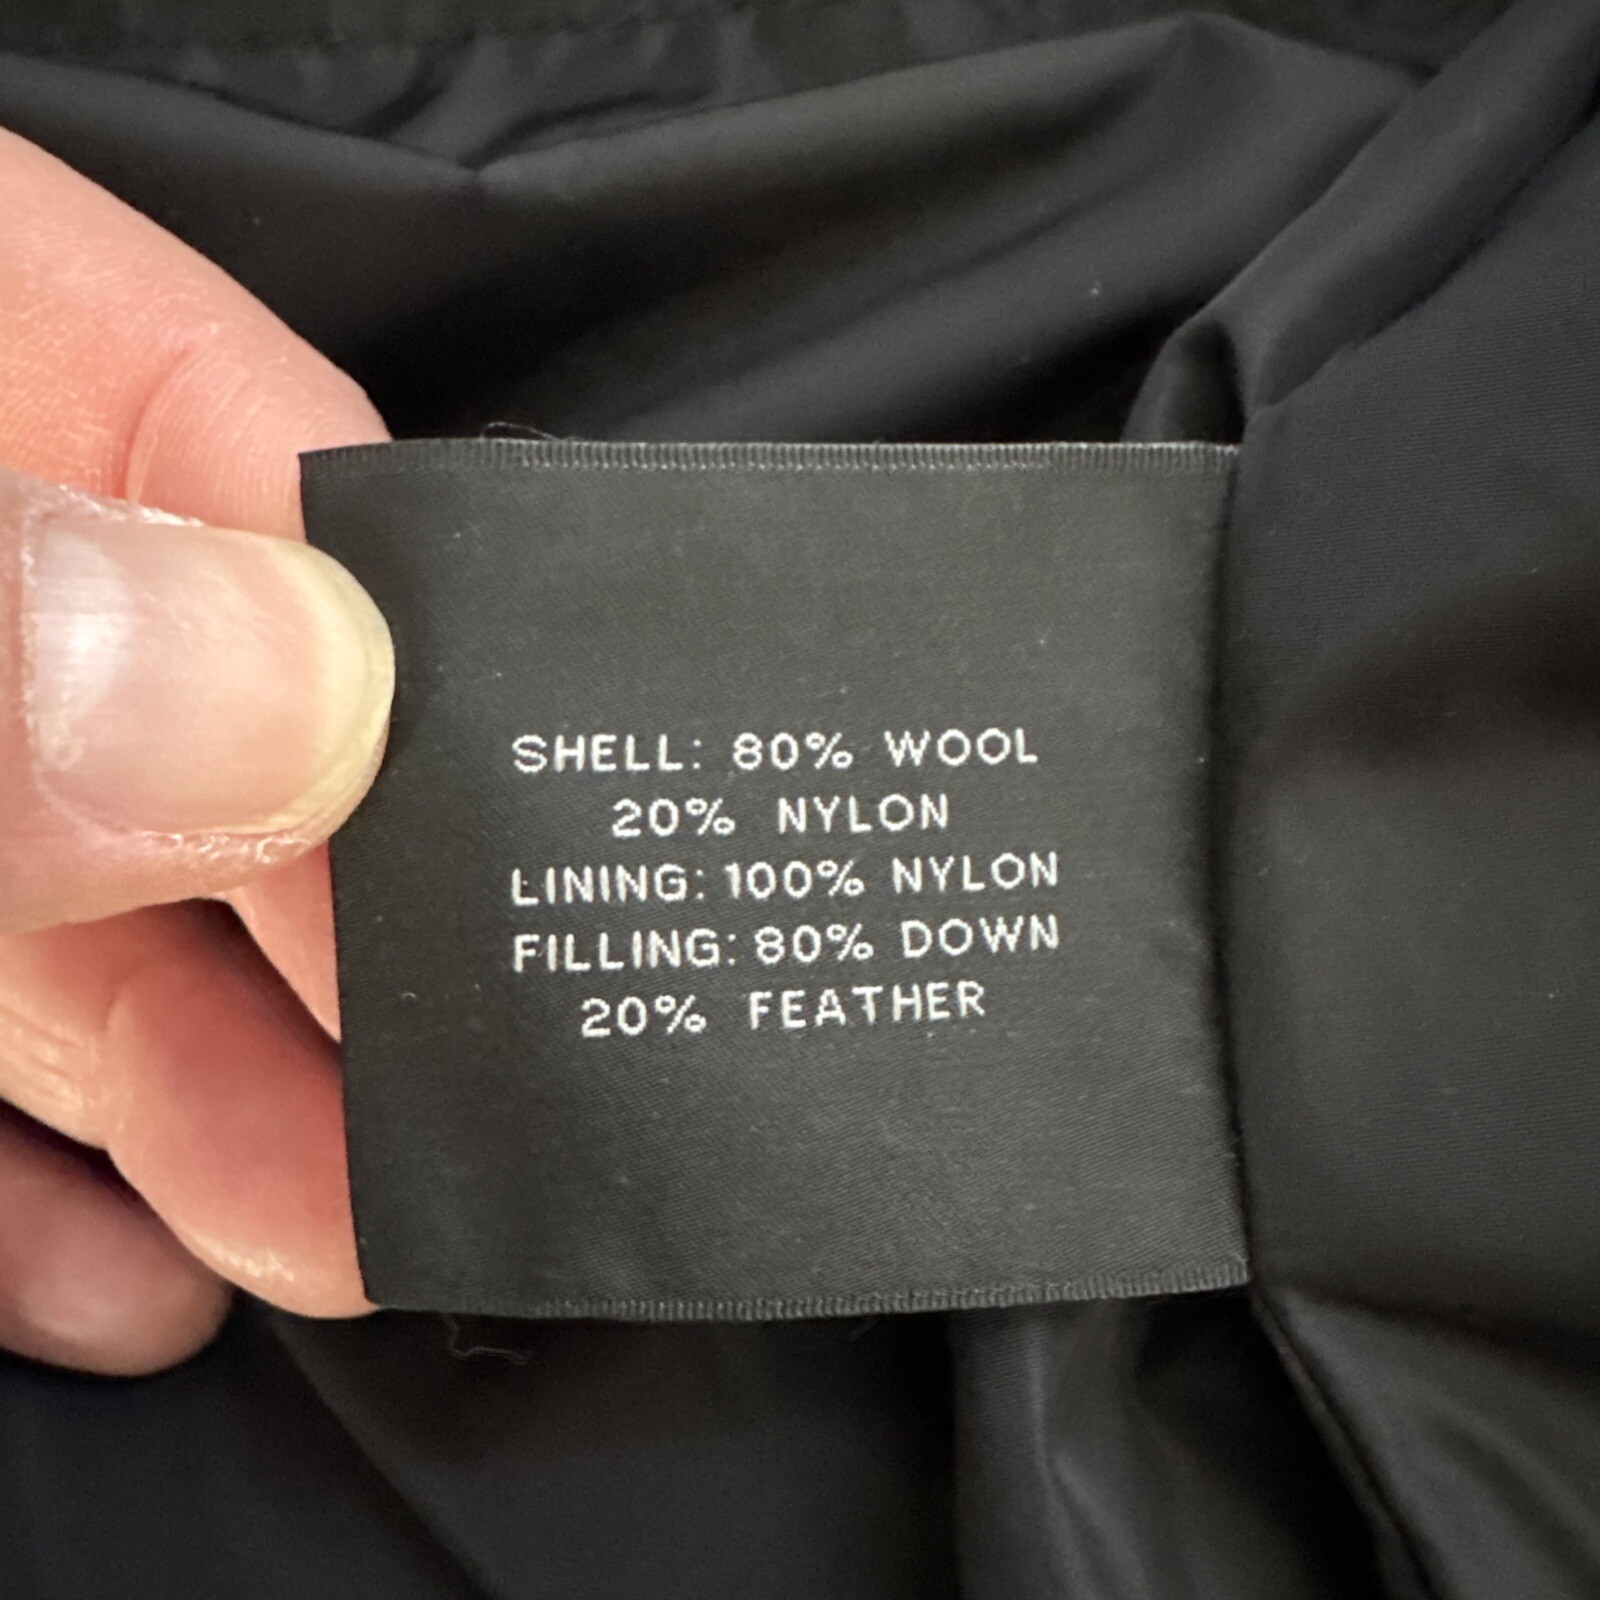 SHELL: 80% WOOL
20% NYLON
LINING: 100% NYLON
FILLING: 80% DOWN
20% FEATHER